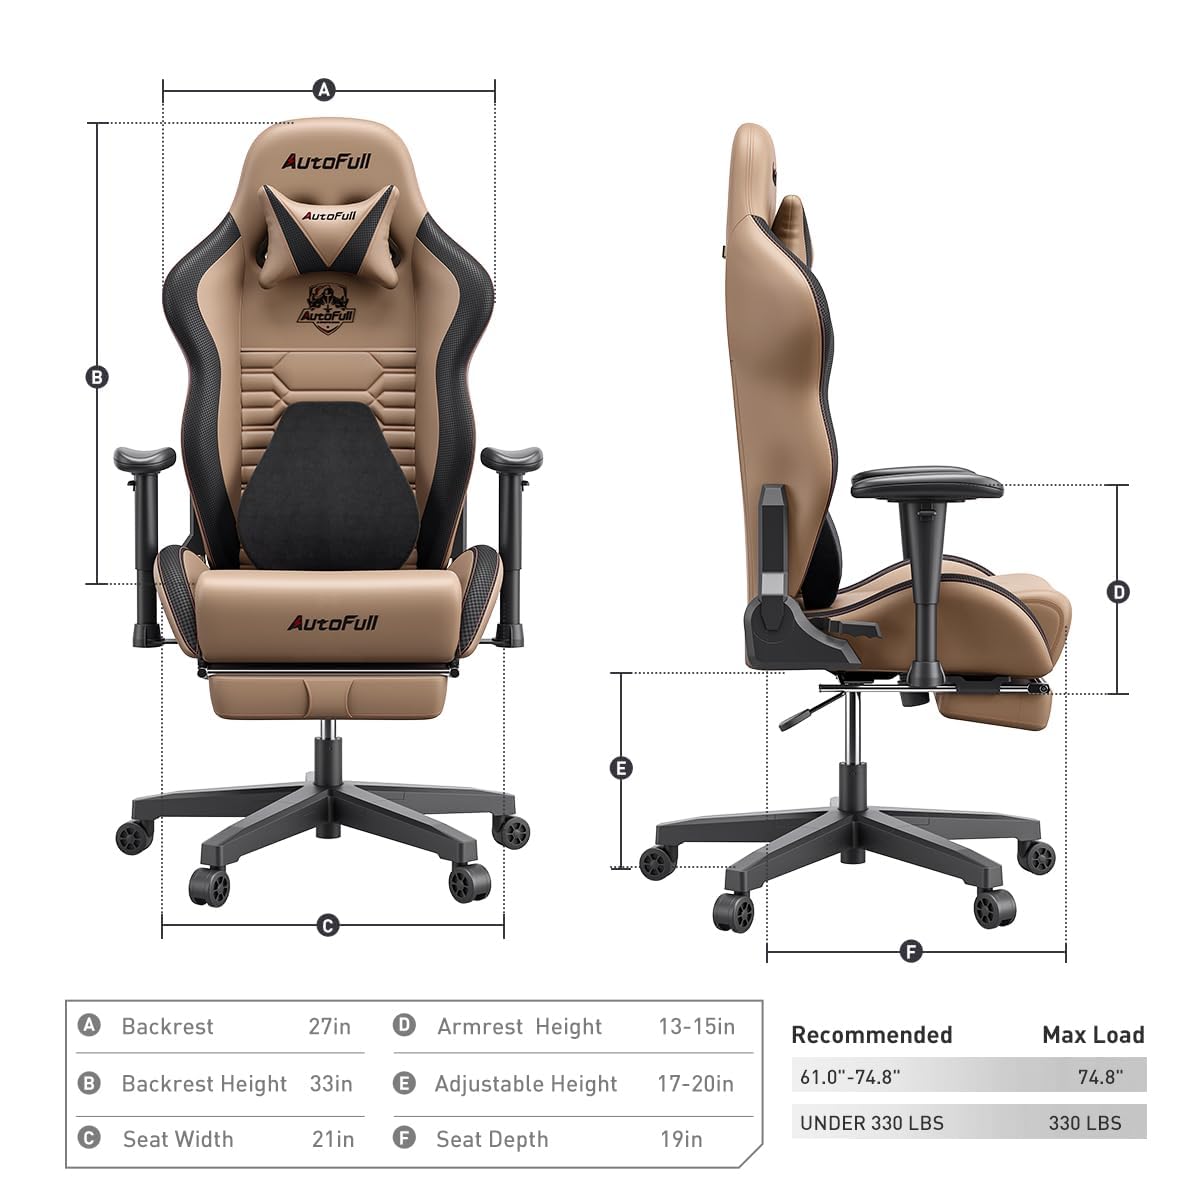 A
AutoFull
AutoFull
AutoFull
B
D
AutoFull
E
C
F
A Backrest 27in
B Backrest Height 33in
C Seat Width 21in
D Armrest Height 13-15in
E Adjustable Height 17-20in
F Seat Depth 19in
Recommended Max Load
61.0"-74.8" 74.8"
UNDER 330 LBS 330 LBS